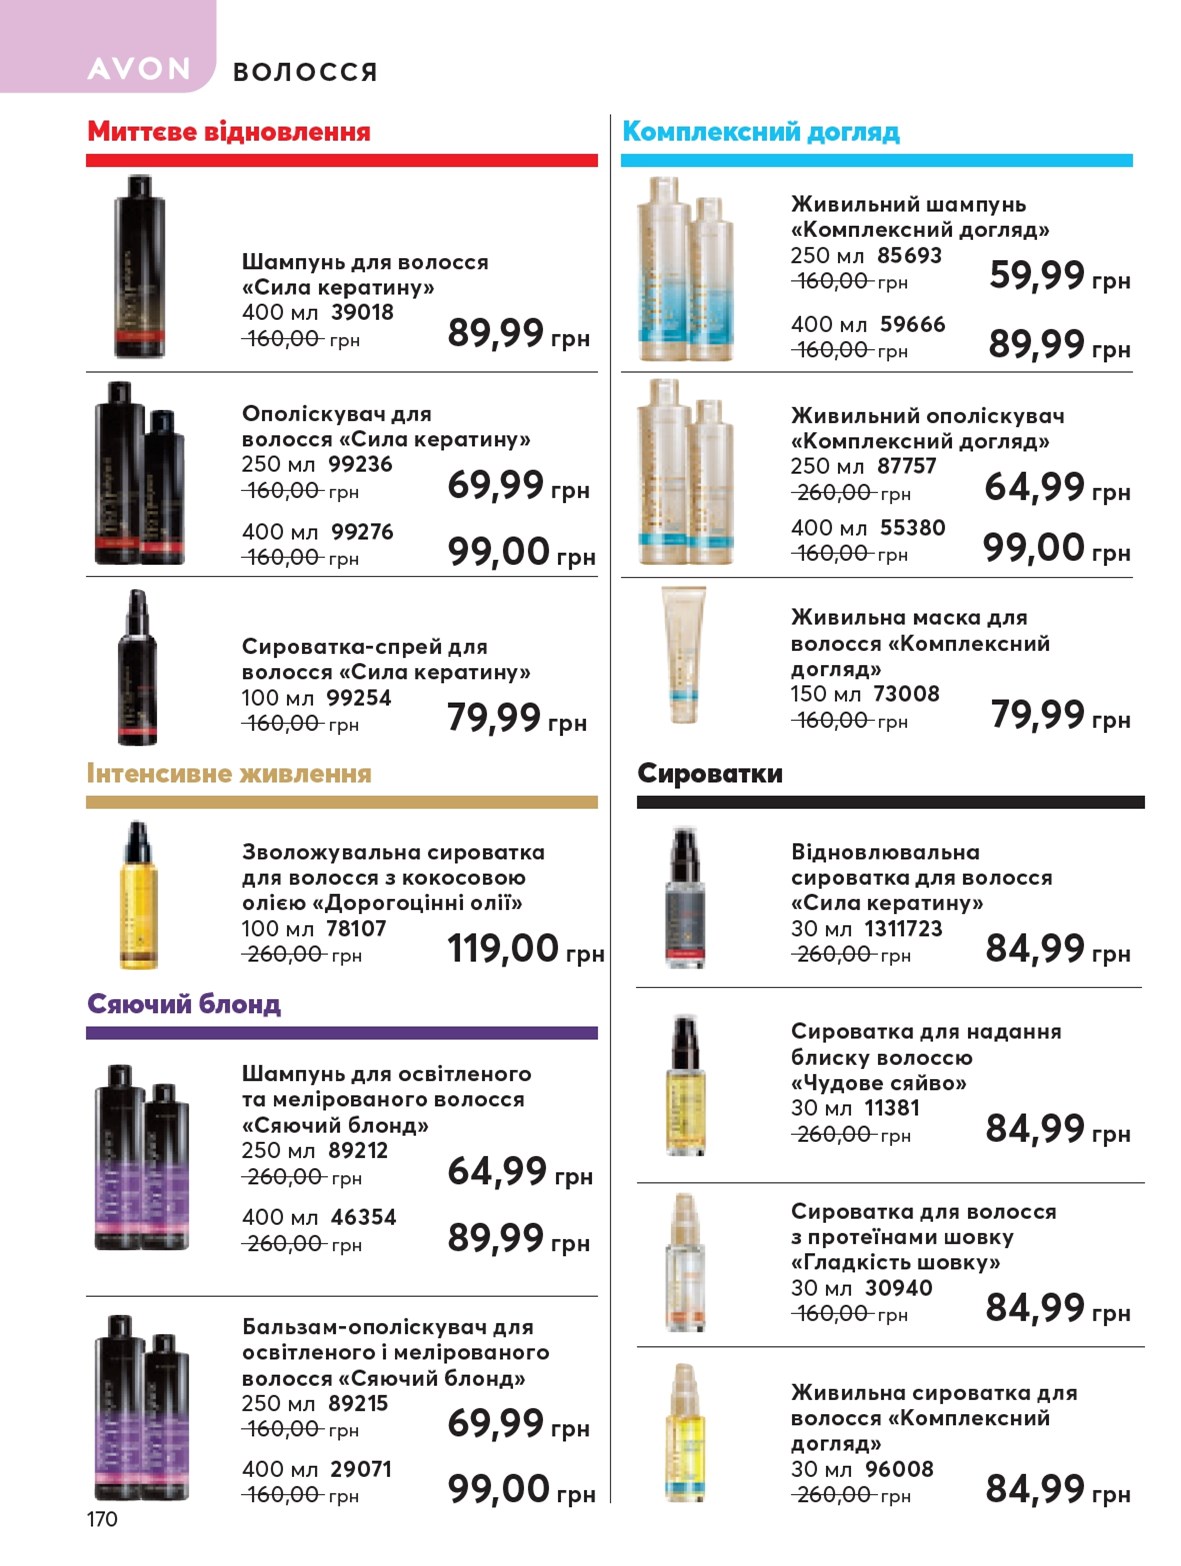 AVON
ВОЛОССЯ
Миттєве відновлення
Шампунь для волосся
«Сила кератину»
400 мл 39018
160,00 грн
89,99 грн
Ополіскувач для
волосся «Сила кератину»
250 мл 99236
160,00 грн
69,99 грн
400 мл 99276
160,00 грн
99,00 грн
Сироватка-спрей для
волосся «Сила кератину»
100 мл 99254
160,00 грн
79,99 грн
Інтенсивне живлення
Зволожувальна сироватка
для волосся з кокосовою
олією «Дорогоцінні олії»
100 мл 78107
260,00 грн
119,00 грн
Сяючий блонд
Шампунь для освітленого
та мелірованого волосся
«Сяючий блонд»
250 мл 89212
260,00 грн
64,99 грн
400 мл 46354
260,00 грн
89,99 грн
Бальзам-ополіскувач для
освітленого і мелірованого
волосся «Сяючий блонд»
250 мл 89215
160,00 грн
69,99 грн
400 мл 29071
160,00 грн
99,00 грн
Комплексний догляд
Живильний шампунь
«Комплексний догляд»
250 мл 85693
160,00 грн
59,99 грн
400 мл 59666
160,00 грн
89,99 грн
Живильний ополіскувач
«Комплексний догляд»
250 мл 87757
260,00 грн
64,99 грн
400 мл 55380
160,00 грн
99,00 грн
Живильна маска для
волосся «Комплексний
догляд»
150 мл 73008
160,00 грн
79,99 грн
Сироватки
Відновлювальна
сироватка для волосся
«Сила кератину»
30 мл 1311723
260,00 грн
84,99 грн
Сироватка для надання
блиску волоссю
«Чудове сяйво»
30 мл 11381
260,00 грн
84,99 грн
Сироватка для волосся
з протеїнами шовку
«Гладкість шовку»
30 мл 30940
160,00 грн
84,99 грн
Живильна сироватка для
волосся «Комплексний
догляд»
30 мл 96008
260,00 грн
84,99 грн
170